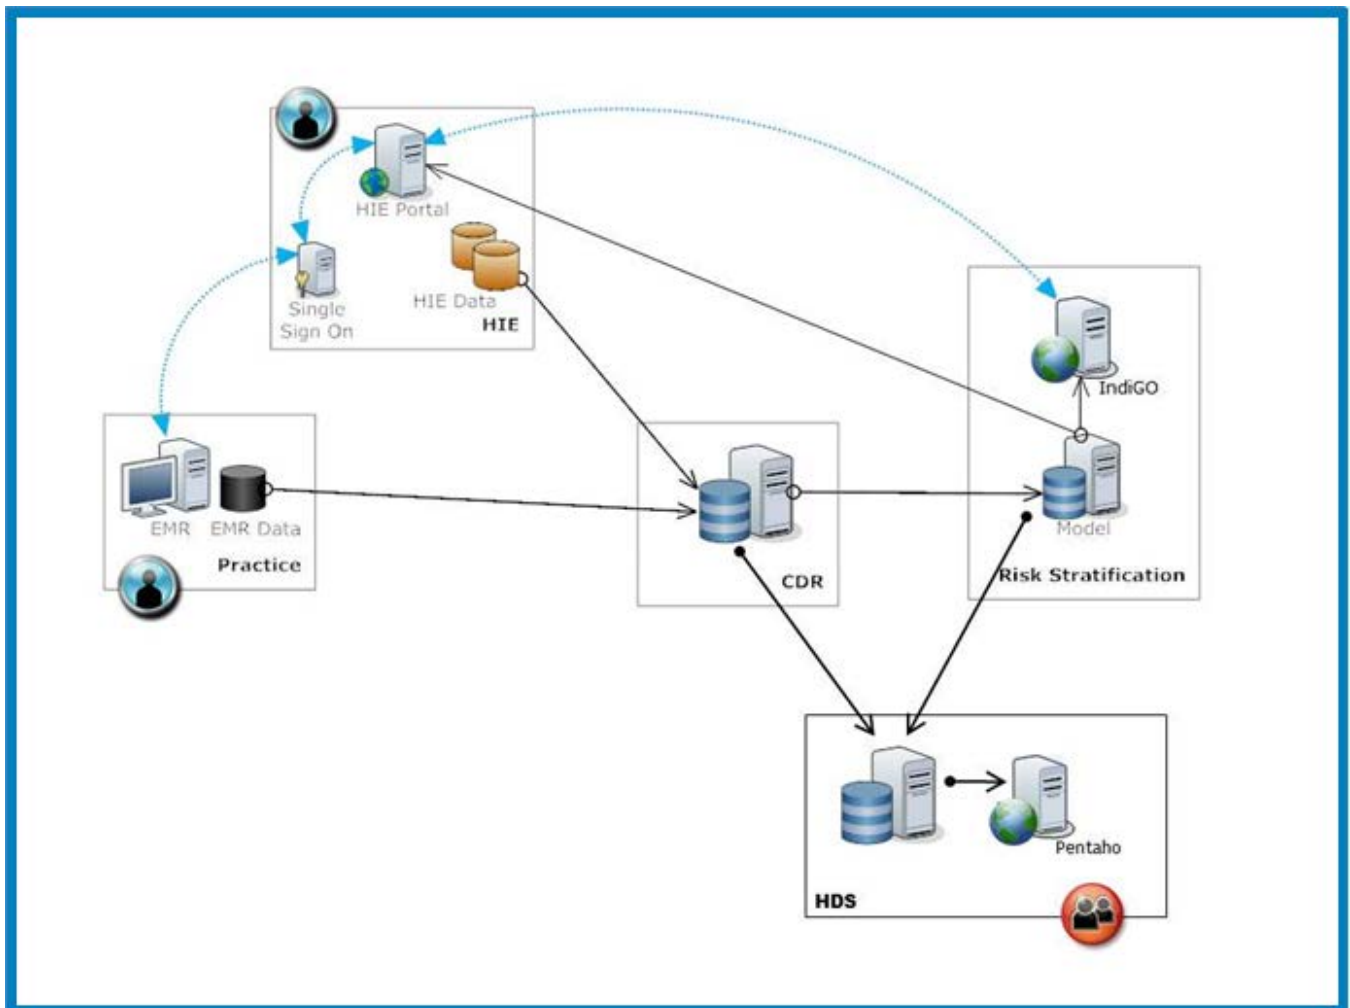 HIE Portal
HIE Data
Single
Sign On
HIE
IndiGO
EMR
EMR Data
Practice
CDR
Model
Risk Stratification
Pentaho
HDS